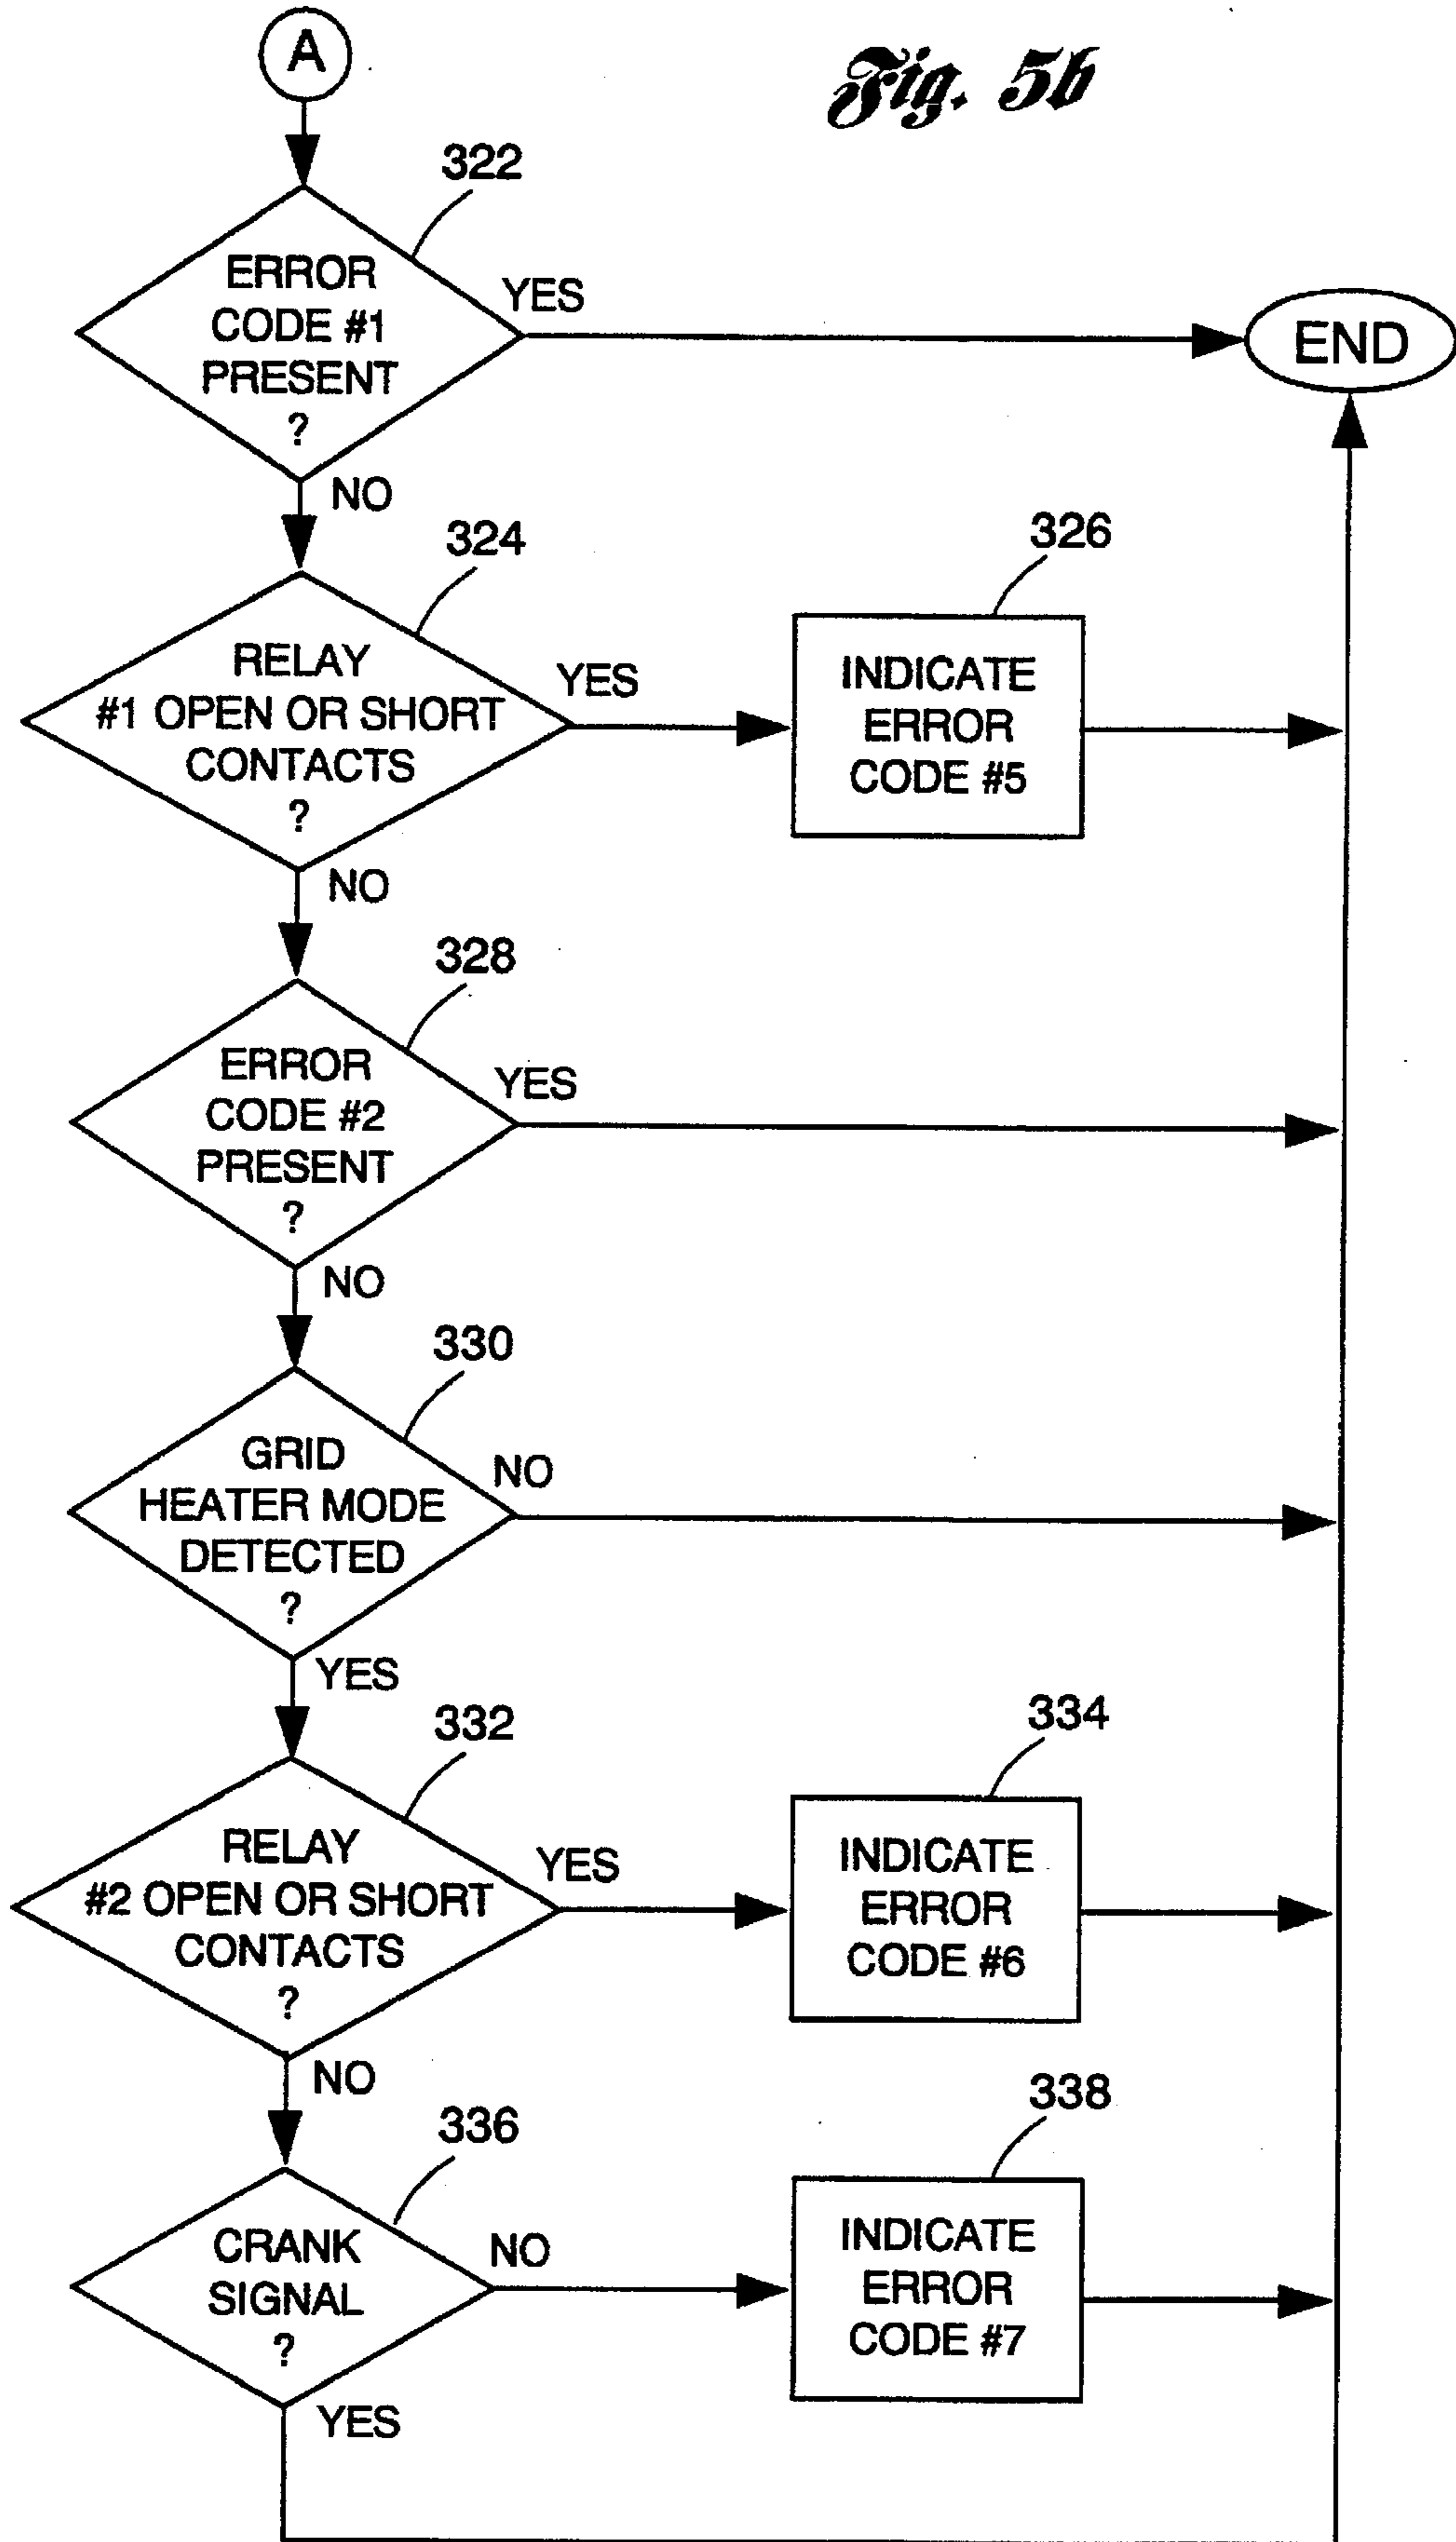 A
Fig. 5b
322
ERROR
CODE #1
PRESENT
?
YES
END
NO
324
RELAY
#1 OPEN OR SHORT
CONTACTS
?
YES
326
INDICATE
ERROR
CODE #5
NO
328
ERROR
CODE #2
PRESENT
?
YES
NO
330
GRID
HEATER MODE
DETECTED
?
NO
YES
332
RELAY
#2 OPEN OR SHORT
CONTACTS
?
YES
334
INDICATE
ERROR
CODE #6
NO
336
CRANK
SIGNAL
?
NO
338
INDICATE
ERROR
CODE #7
YES